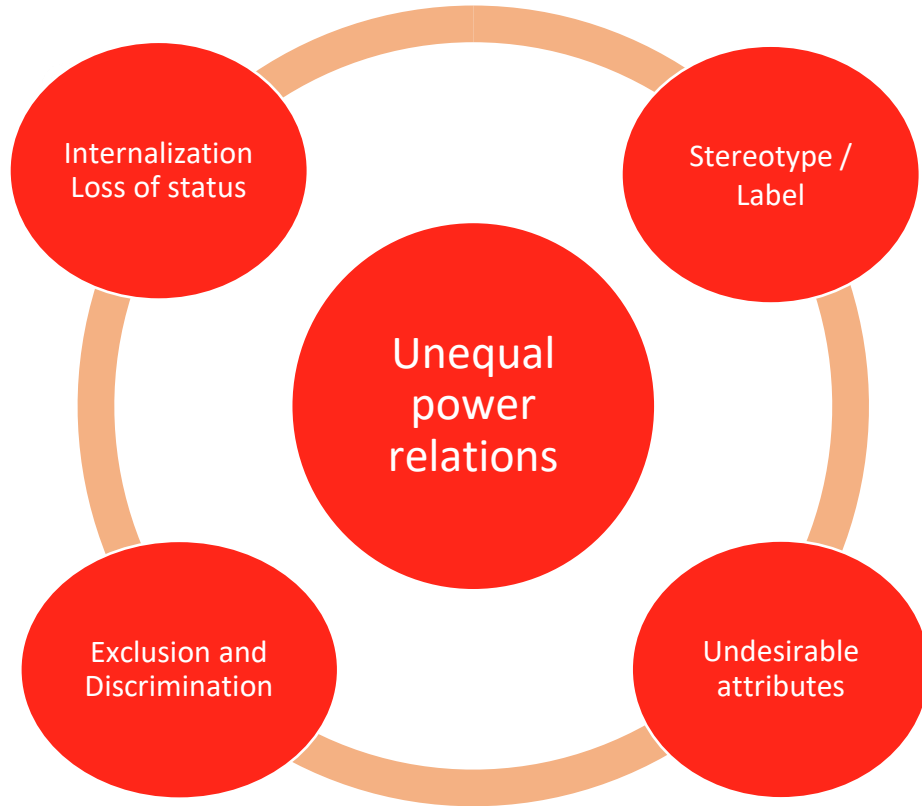 Internalization
Loss of status
Stereotype /
Label
Unequal
power
relations
Exclusion and
Discrimination
Undesirable
attributes